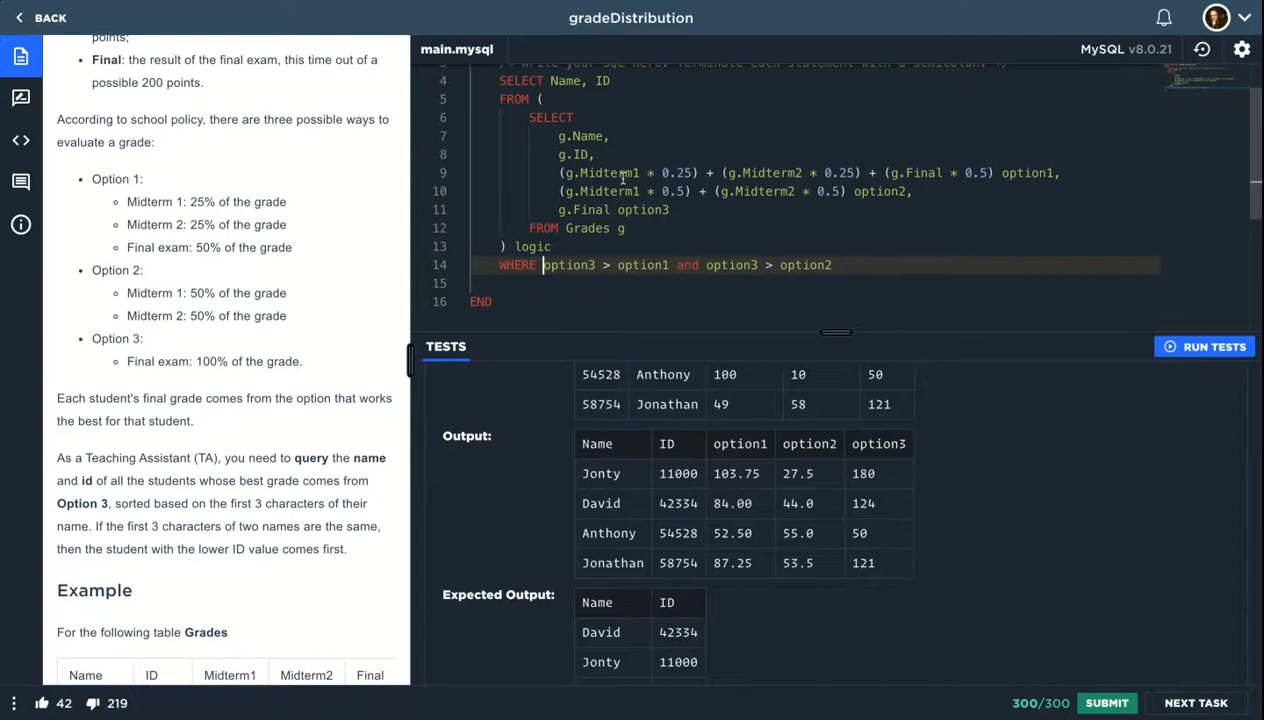 BACK
gradeDistribution
points;
Final: the result of the final exam, this time out of a
possible 200 points.
According to school policy, there are three possible ways to
evaluate a grade:
Option 1:
Midterm 1: 25% of the grade
Midterm 2: 25% of the grade
Final exam: 50% of the grade
Option 2:
Midterm 1: 50% of the grade
Midterm 2: 50% of the grade
Option 3:
Final exam: 100% of the grade.
Each student's final grade comes from the option that works
the best for that student.
As a Teaching Assistant (TA), you need to query the name
and id of all the students whose best grade comes from
Option 3, sorted based on the first 3 characters of their
name. If the first 3 characters of two names are the same,
then the student with the lower ID value comes first.
Example
For the following table Grades
Name ID Midterm1 Midterm2 Final
42 219
main.mysql
MySQL v8.0.21
3 /* Write your SQL here. Terminate each statement with a semicolon. */
4 SELECT Name, ID
5 FROM (
6 SELECT
7 g.Name,
8 g.ID,
9 (g.Midterm1 * 0.25) + (g.Midterm2 * 0.25) + (g.Final * 0.5) option1,
10 (g.Midterm1 * 0.5) + (g.Midterm2 * 0.5) option2,
11 g.Final option3
12 FROM Grades g
13 ) logic
14 WHERE option3 > option1 and option3 > option2
15
16 END
TESTS
RUN TESTS
54528 Anthony 100 10 50
58754 Jonathan 49 58 121
Output:
Name ID option1 option2 option3
Jonty 11000 103.75 27.5 180
David 42334 84.00 44.0 124
Anthony 54528 52.50 55.0 50
Jonathan 58754 87.25 53.5 121
Expected Output:
Name ID
David 42334
Jonty 11000
300/300
SUBMIT
NEXT TASK